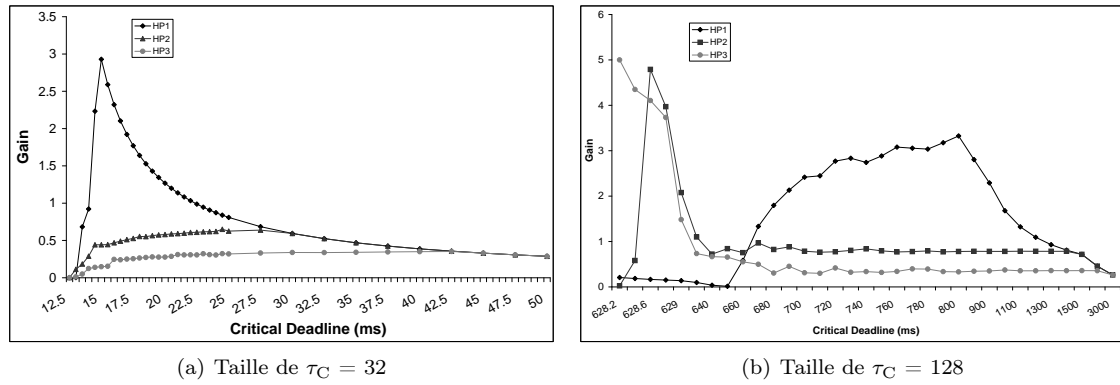 3.5
3
2.5
2
1.5
1
0.5
0
Gain
HP1
HP2
HP3
12.5 15 17.5 20 22.5 25 27.5 30 32.5 35 37.5 40 42.5 45 47.5 50
Critical Deadline (ms)
(a) Taille de τC = 32
6
5
4
3
2
1
0
Gain
HP1
HP2
HP3
628.2 628.6 629 640 660 680 700 720 740 760 780 800 900 1100 1300 1500 3000
Critical Deadline (ms)
(b) Taille de τC = 128